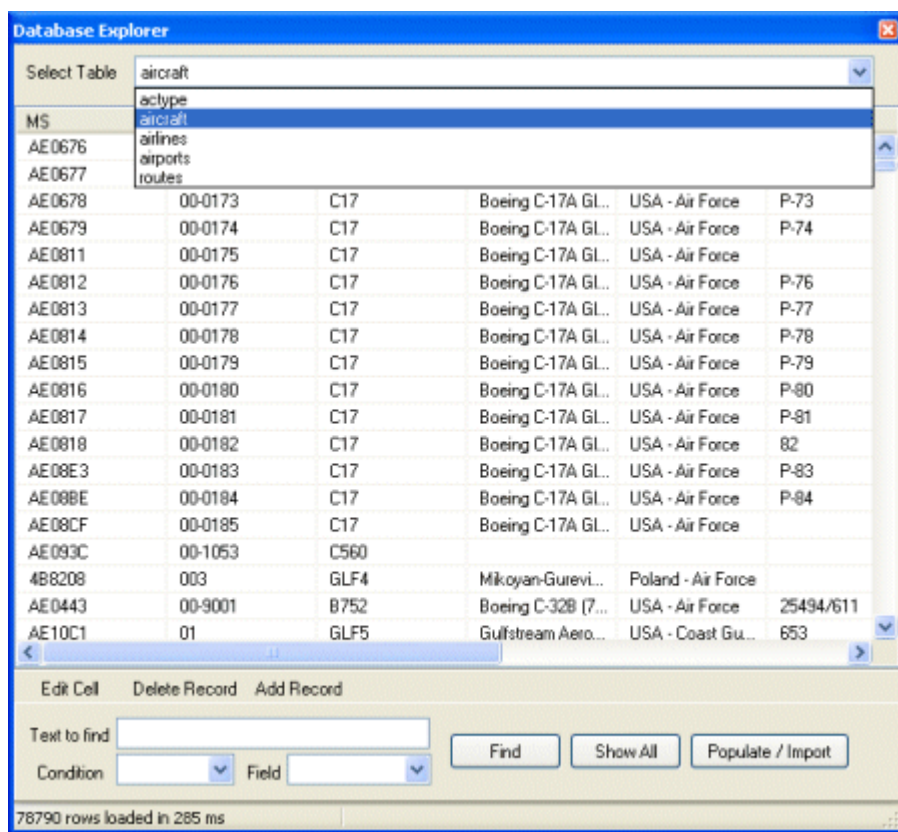 Database Explorer
Select Table aircraft
actype
aircraft
airlines
airports
routes
MS
AE0676
AE0677
AE0678 00-0173 C17 Boeing C-17A Gl... USA - Air Force P-73
AE0679 00-0174 C17 Boeing C-17A Gl... USA - Air Force P-74
AE0811 00-0175 C17 Boeing C-17A Gl... USA - Air Force
AE0812 00-0176 C17 Boeing C-17A Gl... USA - Air Force P-76
AE0813 00-0177 C17 Boeing C-17A Gl... USA - Air Force P-77
AE0814 00-0178 C17 Boeing C-17A Gl... USA - Air Force P-78
AE0815 00-0179 C17 Boeing C-17A Gl... USA - Air Force P-79
AE0816 00-0180 C17 Boeing C-17A Gl... USA - Air Force P-80
AE0817 00-0181 C17 Boeing C-17A Gl... USA - Air Force P-81
AE0818 00-0182 C17 Boeing C-17A Gl... USA - Air Force 82
AE08E3 00-0183 C17 Boeing C-17A Gl... USA - Air Force P-83
AE08BE 00-0184 C17 Boeing C-17A Gl... USA - Air Force P-84
AE08CF 00-0185 C17 Boeing C-17A Gl... USA - Air Force
AE093C 00-1053 C560
4B8208 003 GLF4 Mikoyan-Gurevi... Poland - Air Force
AE0443 00-9001 B752 Boeing C-32B (7... USA - Air Force 25494/611
AE10C1 01 GLF5 Gulfstream Aero... USA - Coast Gu... 653
Edit Cell Delete Record Add Record
Text to find
Find Show All Populate / Import
Condition Field
78790 rows loaded in 285 ms